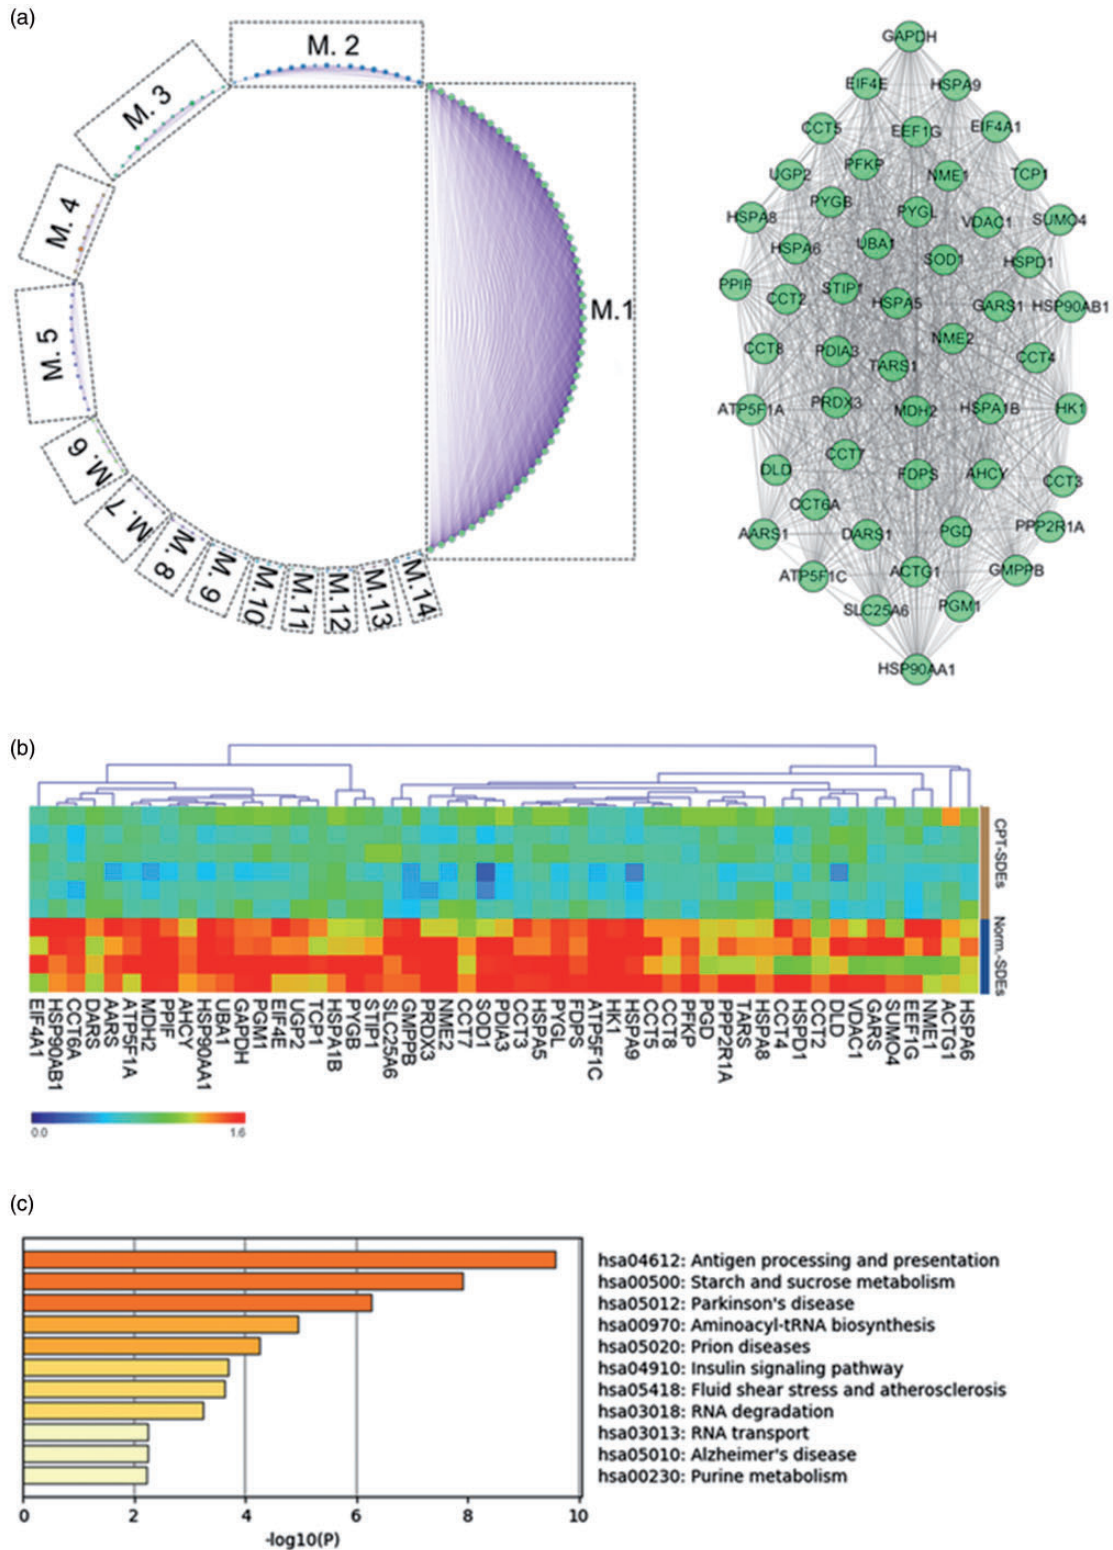 (a)
M. 2
M. 3
M. 4
M. 5
M. 6
M. 7
M. 8
M. 9
M.10
M.11
M.12
M.13
M.14
M.1
GAPDH
EIF4E
HSPA9
CCT5
EEF1G
EIF4A1
UGP2
PFKP
NME1
TCP1
HSPA8
PYGB
PYGL
VDAC1
SUMO4
HSPA6
UBA1
SOD1
HSPD1
PPIF
CCT2
STIP1
HSPA5
GARS1
HSP90AB1
CCT8
PDIA3
TARS1
NME2
CCT4
ATP5F1A
PRDX3
MDH2
HSPA1B
HK1
DLD
CCT7
FDPS
AHCY
CCT3
CCT6A
AARS1
DARS1
PGD
PPP2R1A
ATP5F1C
ACTG1
GMPPB
SLC25A6
PGM1
HSP90AA1
(b)
CPT-SDEs
Norm.-SDEs
EIF4A1
HSP90AB1
CCT6A
DARS
AARS
ATP5F1A
MDH2
PPIF
AHCY
HSP90AA1
UBA1
GAPDH
PGM1
EIF4E
UGP2
TCP1
HSPA1B
PYGB
STIP1
SLC25A6
GMPPB
PRDX3
NME2
CCT7
SOD1
PDIA3
CCT3
HSPA5
PYGL
FDPS
ATP5F1C
HK1
HSPA9
CCT5
CCT8
PFKP
PGD
PPP2R1A
TARS
HSPA8
CCT4
HSPD1
CCT2
DLD
VDAC1
GARS
SUMO4
EEF1G
NME1
ACTG1
HSPA6
0.0 1.6
(c)
hsa04612: Antigen processing and presentation
hsa00500: Starch and sucrose metabolism
hsa05012: Parkinson's disease
hsa00970: Aminoacyl-tRNA biosynthesis
hsa05020: Prion diseases
hsa04910: Insulin signaling pathway
hsa05418: Fluid shear stress and atherosclerosis
hsa03018: RNA degradation
hsa03013: RNA transport
hsa05010: Alzheimer's disease
hsa00230: Purine metabolism
0 2 4 6 8 10
-log10(P)